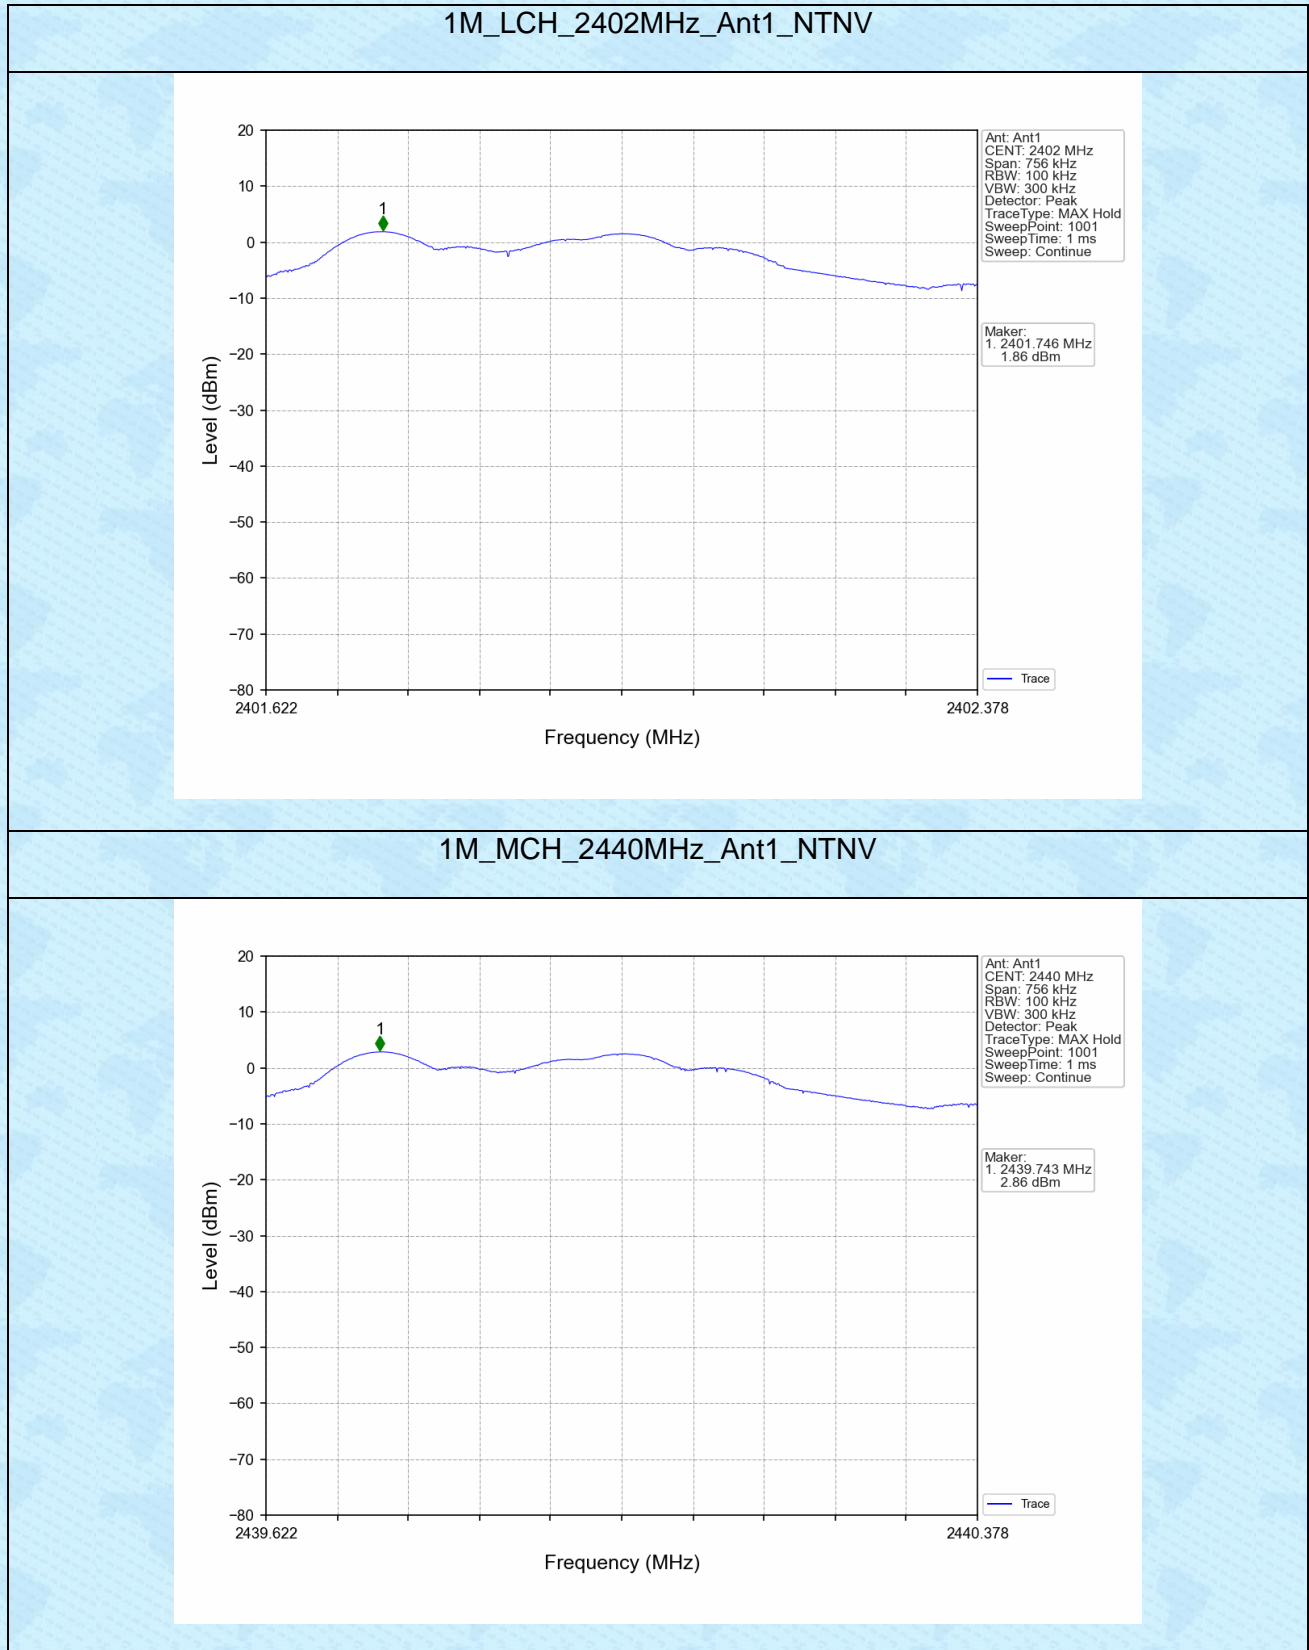 1M_LCH_2402MHz_Ant1_NTNV
20
10
0
−10
−20
−30
−40
−50
−60
−70
−80
Level (dBm)
1
2401.622
2402.378
Frequency (MHz)
Ant: Ant1
CENT: 2402 MHz
Span: 756 kHz
RBW: 100 kHz
VBW: 300 kHz
Detector: Peak
TraceType: MAX Hold
SweepPoint: 1001
SweepTime: 1 ms
Sweep: Continue
Maker:
1. 2401.746 MHz
1.86 dBm
Trace
1M_MCH_2440MHz_Ant1_NTNV
20
10
0
−10
−20
−30
−40
−50
−60
−70
−80
Level (dBm)
1
2439.622
2440.378
Frequency (MHz)
Ant: Ant1
CENT: 2440 MHz
Span: 756 kHz
RBW: 100 kHz
VBW: 300 kHz
Detector: Peak
TraceType: MAX Hold
SweepPoint: 1001
SweepTime: 1 ms
Sweep: Continue
Maker:
1. 2439.743 MHz
2.86 dBm
Trace